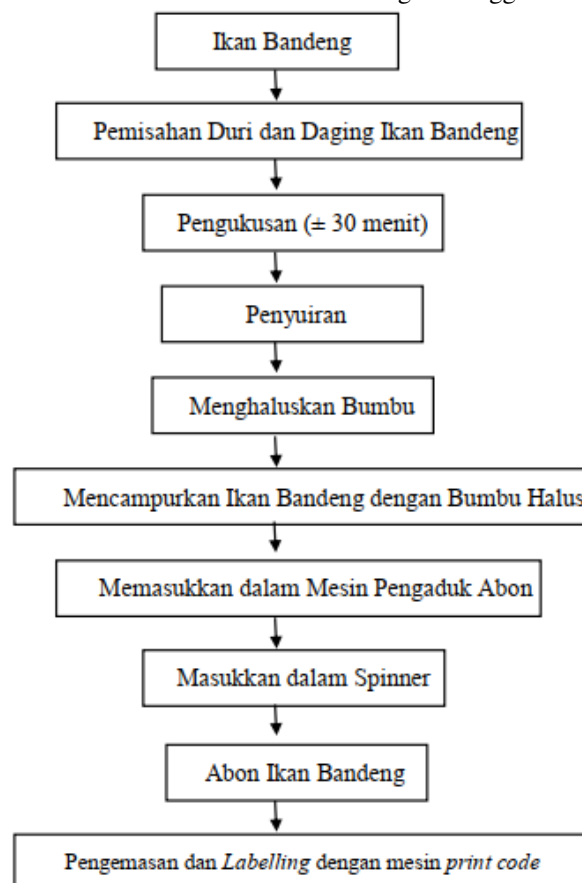 Ikan Bandeng
Pemisahan Duri dan Daging Ikan Bandeng
Pengukusan (± 30 menit)
Penyuiran
Menghaluskan Bumbu
Mencampurkan Ikan Bandeng dengan Bumbu Halus
Memasukkan dalam Mesin Pengaduk Abon
Masukkan dalam Spinner
Abon Ikan Bandeng
Pengemasan dan Labelling dengan mesin print code